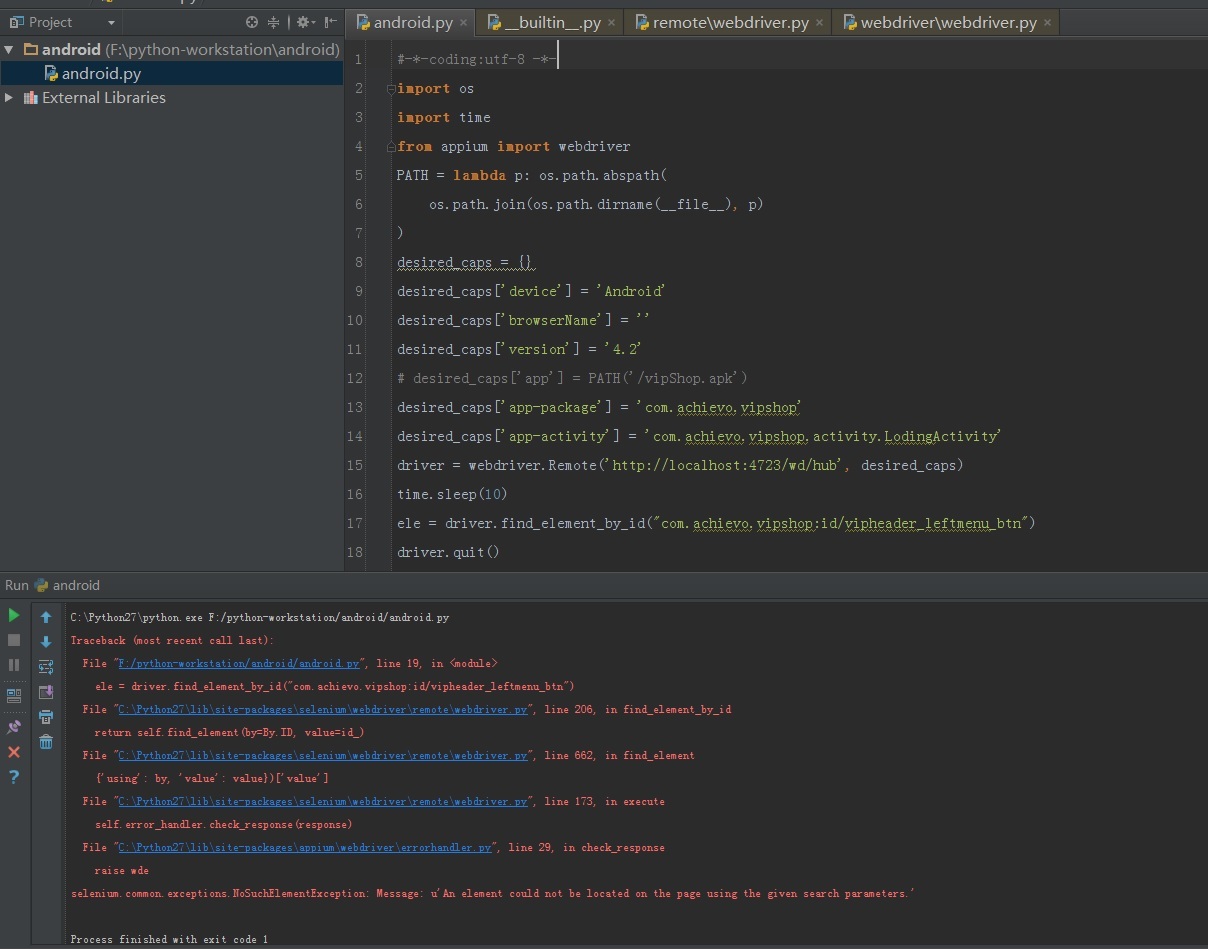 Project
android (F:\python-workstation\android)
android.py
External Libraries
android.py
__builtin__.py
remote\webdriver.py
webdriver\webdriver.py
1 #-*-coding:utf-8 -*-
2 import os
3 import time
4 from appium import webdriver
5 PATH = lambda p: os.path.abspath(
6 os.path.join(os.path.dirname(__file__), p)
7 )
8 desired_caps = {}
9 desired_caps['device'] = 'Android'
10 desired_caps['browserName'] = ''
11 desired_caps['version'] = '4.2'
12 # desired_caps['app'] = PATH('/vipShop.apk')
13 desired_caps['app-package'] = 'com.achievo.vipshop'
14 desired_caps['app-activity'] = 'com.achievo.vipshop.activity.LodingActivity'
15 driver = webdriver.Remote('http://localhost:4723/wd/hub', desired_caps)
16 time.sleep(10)
17 ele = driver.find_element_by_id("com.achievo.vipshop:id/vipheader_leftmenu_btn")
18 driver.quit()
Run android
C:\Python27\python.exe F:/python-workstation/android/android.py
Traceback (most recent call last):
File "F:/python-workstation/android/android.py", line 19, in <module>
ele = driver.find_element_by_id("com.achievo.vipshop:id/vipheader_leftmenu_btn")
File "C:\Python27\lib\site-packages\selenium\webdriver\remote\webdriver.py", line 206, in find_element_by_id
return self.find_element(by=By.ID, value=id_)
File "C:\Python27\lib\site-packages\selenium\webdriver\remote\webdriver.py", line 662, in find_element
{'using': by, 'value': value})['value']
File "C:\Python27\lib\site-packages\selenium\webdriver\remote\webdriver.py", line 173, in execute
self.error_handler.check_response(response)
File "C:\Python27\lib\site-packages\appium\webdriver\errorhandler.py", line 29, in check_response
raise wde
selenium.common.exceptions.NoSuchElementException: Message: u'An element could not be located on the page using the given search parameters.'
Process finished with exit code 1